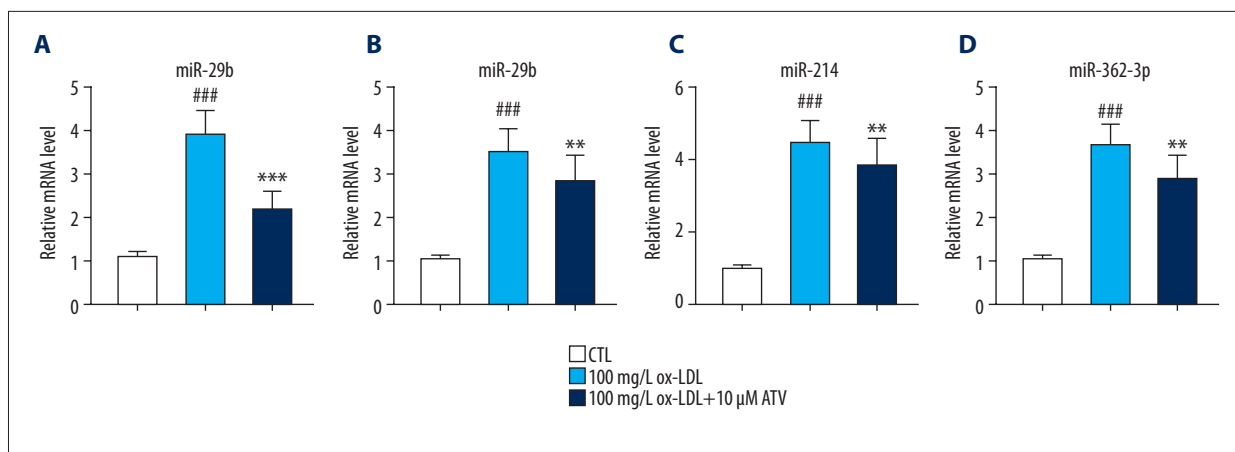 A
miR-29b
Relative mRNA level
5
4
3
2
1
0
###
***
B
miR-29b
Relative mRNA level
5
4
3
2
1
0
###
**
C
miR-214
Relative mRNA level
6
4
2
0
###
**
D
miR-362-3p
Relative mRNA level
5
4
3
2
1
0
###
**
CTL
100 mg/L ox-LDL
100 mg/L ox-LDL+10 μM ATV